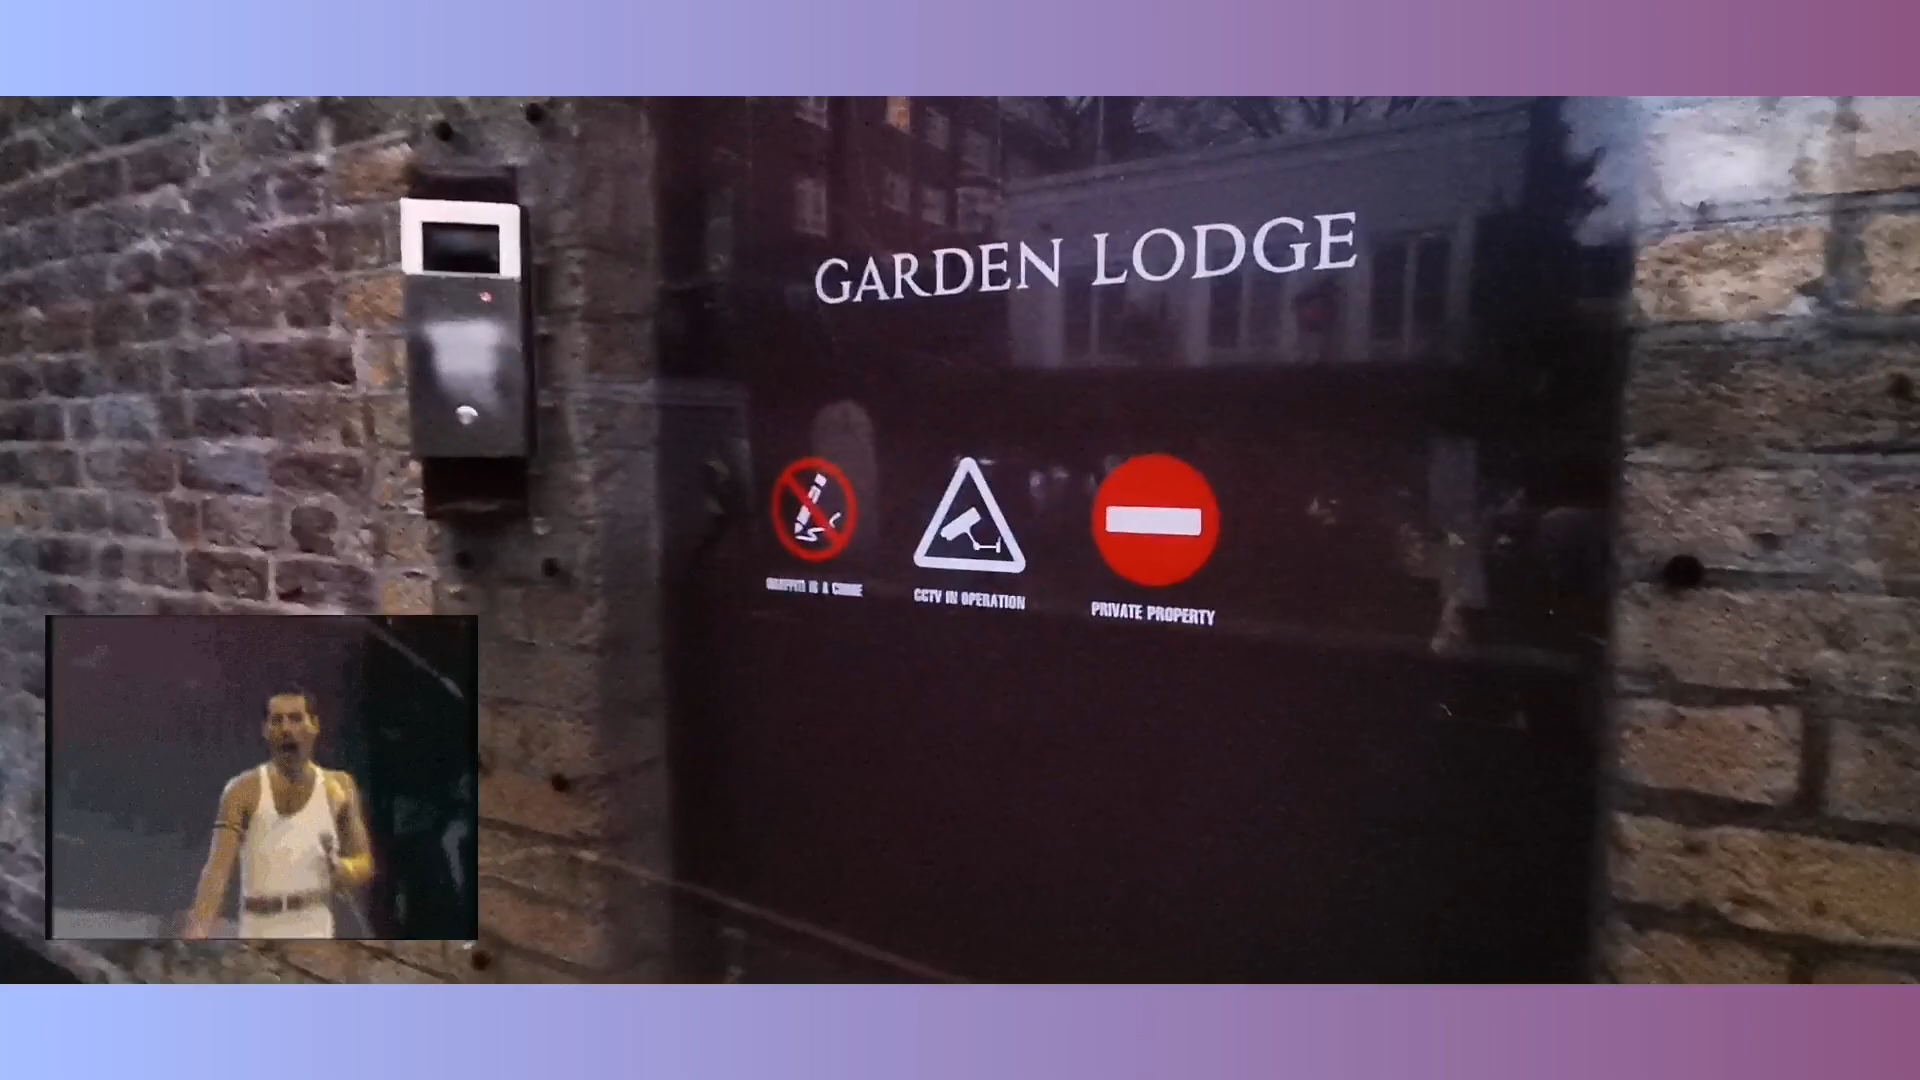 GARDEN LODGE
GRAFFITI IS A CRIME
CCTV IN OPERATION
PRIVATE PROPERTY